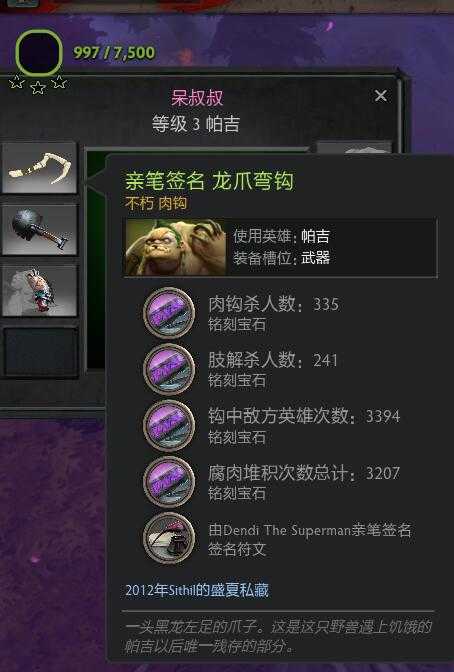 997 / 7,500
呆叔叔
等级 3 帕吉
亲笔签名 龙爪弯钩
不朽 肉钩
使用英雄: 帕吉
装备槽位: 武器
肉钩杀人数: 335
铭刻宝石
肢解杀人数: 241
铭刻宝石
钩中敌方英雄次数: 3394
铭刻宝石
腐肉堆积次数总计: 3207
铭刻宝石
由Dendi The Superman亲笔签名
签名符文
2012年Sithil的盛夏私藏
一头黑龙左足的爪子。这是这只野兽遇上饥饿的
帕吉以后唯一残存的部分。